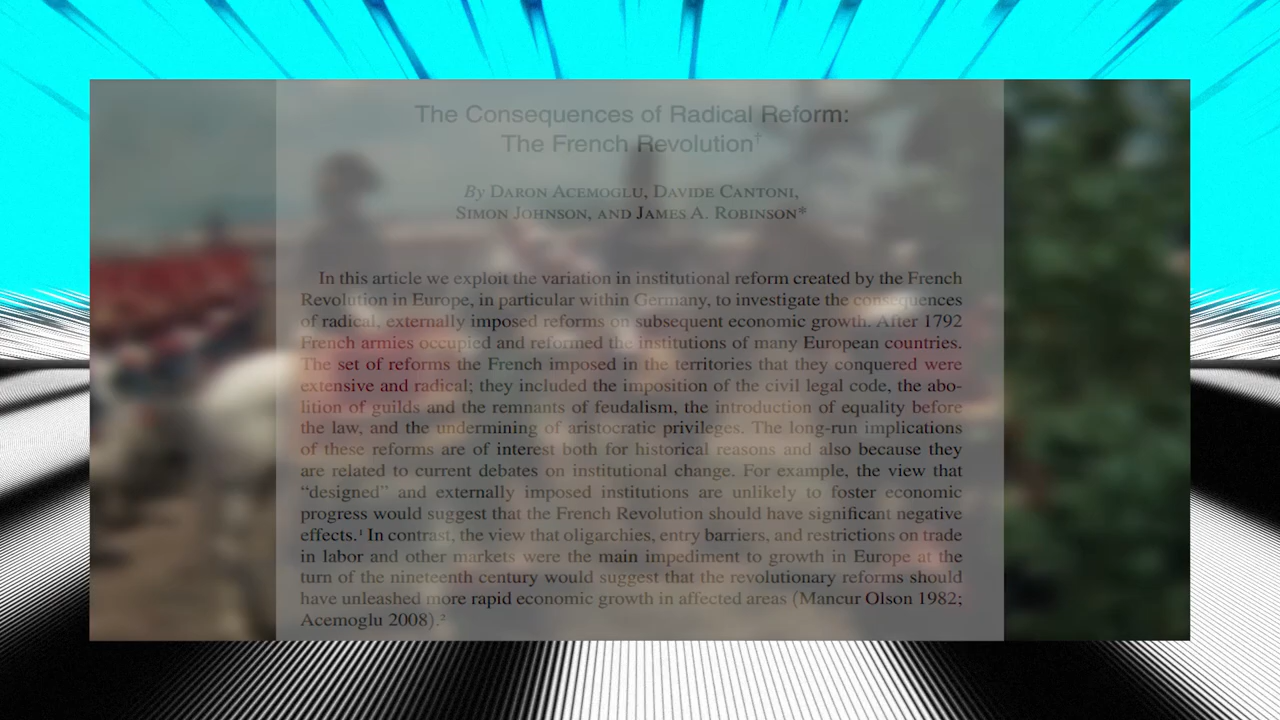 The Consequences of Radical Reform:
The French Revolution†
By DARON ACEMOGLU, DAVIDE CANTONI,
SIMON JOHNSON, AND JAMES A. ROBINSON*
In this article we exploit the variation in institutional reform created by the French
Revolution in Europe, in particular within Germany, to investigate the consequences
of radical, externally imposed reforms on subsequent economic growth. After 1792
French armies occupied and reformed the institutions of many European countries.
The set of reforms the French imposed in the territories that they conquered were
extensive and radical; they included the imposition of the civil legal code, the abo-
lition of guilds and the remnants of feudalism, the introduction of equality before
the law, and the undermining of aristocratic privileges. The long-run implications
of these reforms are of interest both for historical reasons and also because they
are related to current debates on institutional change. For example, the view that
“designed” and externally imposed institutions are unlikely to foster economic
progress would suggest that the French Revolution should have significant negative
effects.¹ In contrast, the view that oligarchies, entry barriers, and restrictions on trade
in labor and other markets were the main impediment to growth in Europe at the
turn of the nineteenth century would suggest that the revolutionary reforms should
have unleashed more rapid economic growth in affected areas (Mancur Olson 1982;
Acemoglu 2008).²